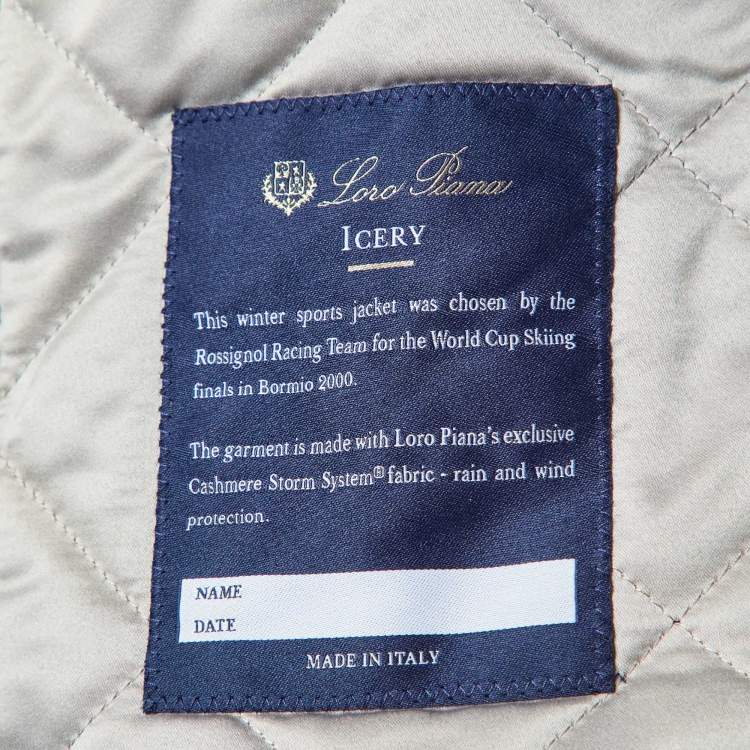 Loro Piana
ICERY
This winter sports jacket was chosen by the
Rossignol Racing Team for the World Cup Skiing
finals in Bormio 2000.
The garment is made with Loro Piana's exclusive
Cashmere Storm System® fabric - rain and wind
protection.
NAME
DATE
MADE IN ITALY